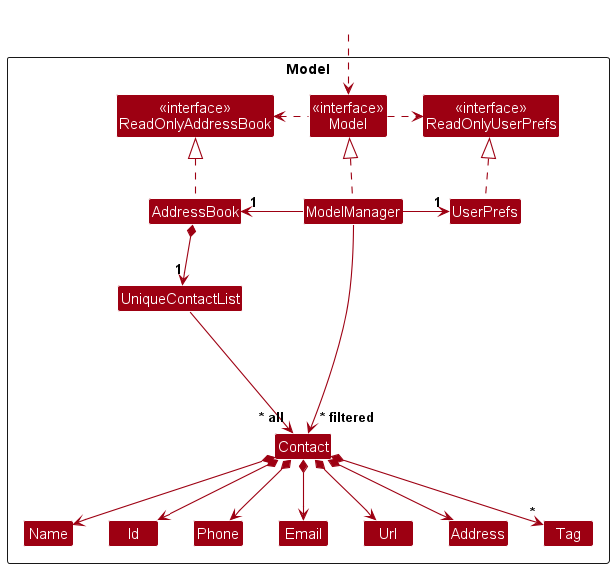 Model
«interface»
ReadOnlyAddressBook
«interface»
Model
«interface»
ReadOnlyUserPrefs
AddressBook
1
ModelManager
1
UserPrefs
1
UniqueContactList
* all
* filtered
Contact
*
Name
Id
Phone
Email
Url
Address
Tag